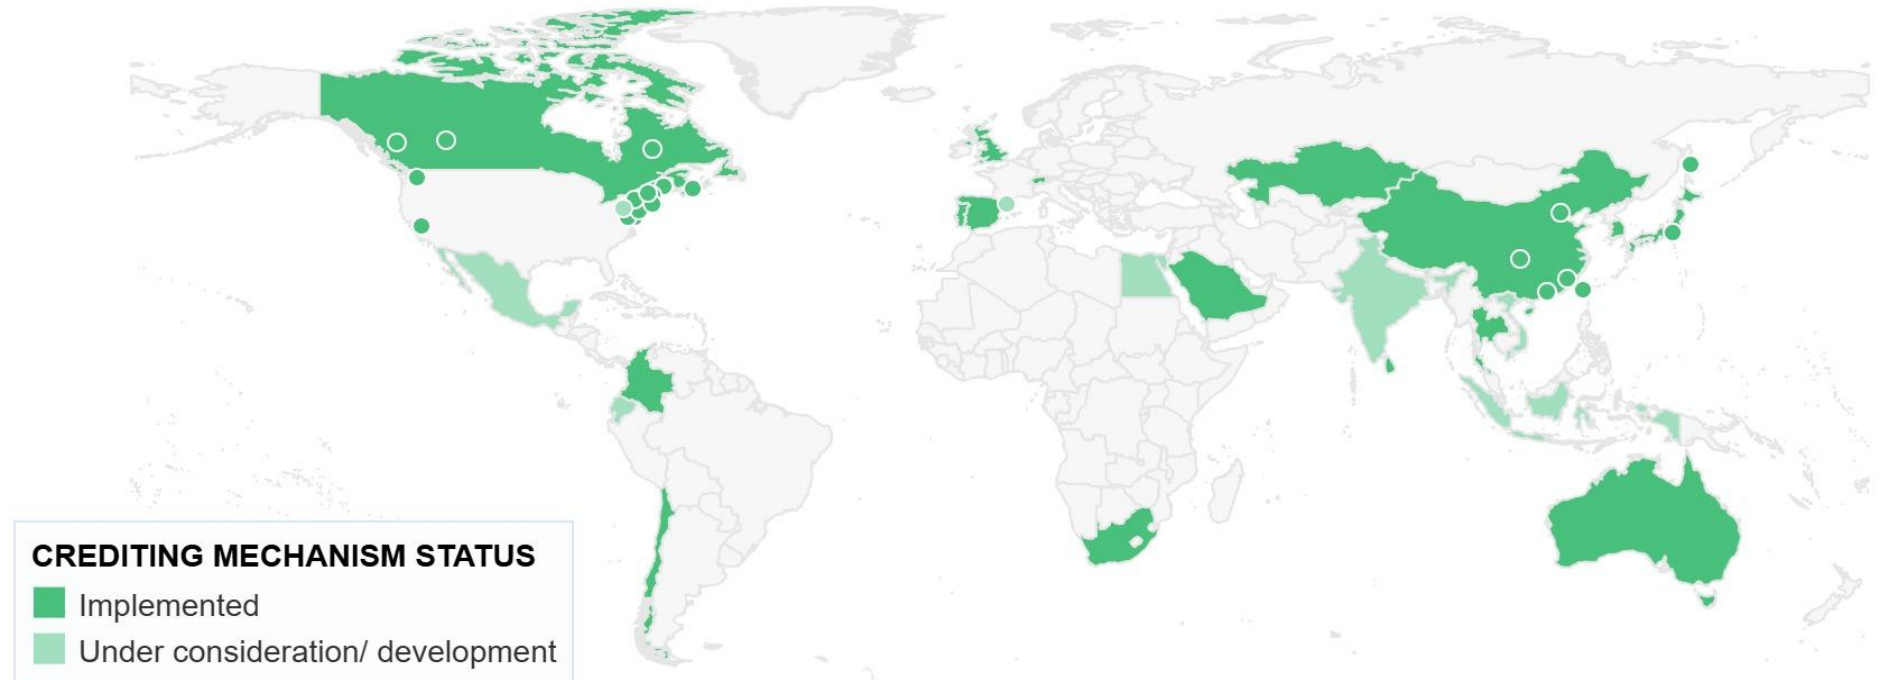 CREDITING MECHANISM STATUS
Implemented
Under consideration/ development